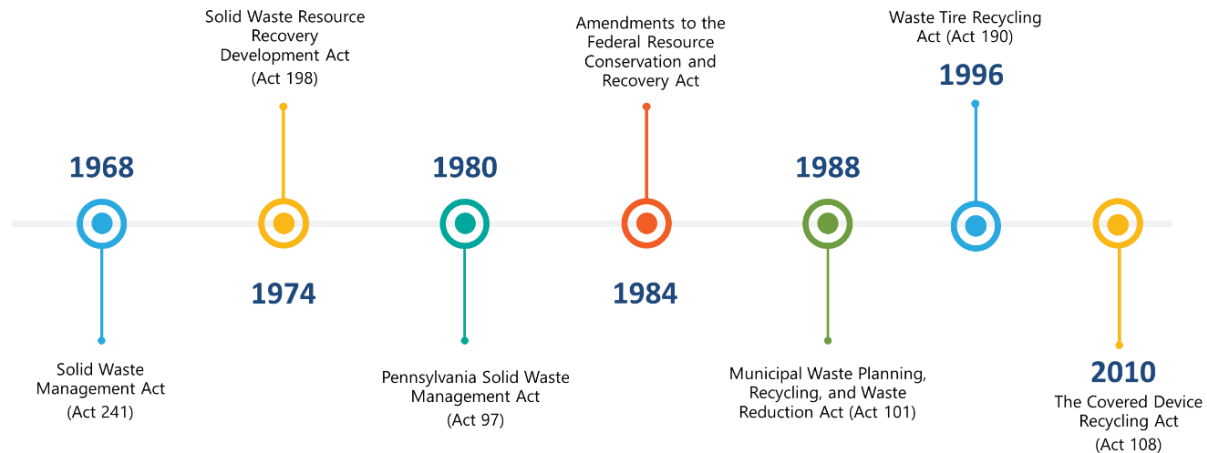 1968
Solid Waste
Management Act
(Act 241)
Solid Waste Resource
Recovery
Development Act
(Act 198)
1974
1980
Pennsylvania Solid Waste
Management Act
(Act 97)
Amendments to the
Federal Resource
Conservation and
Recovery Act
1984
1988
Municipal Waste Planning,
Recycling, and Waste
Reduction Act (Act 101)
Waste Tire Recycling
Act (Act 190)
1996
2010
The Covered Device
Recycling Act
(Act 108)